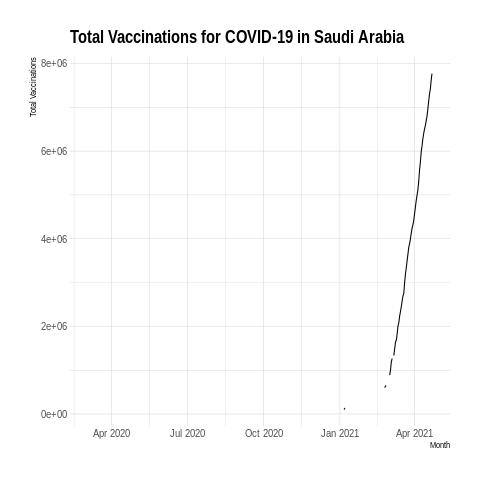 Total Vaccinations for COVID-19 in Saudi Arabia
Total Vaccinations
8e+06
6e+06
4e+06
2e+06
0e+00
Apr 2020 Jul 2020 Oct 2020 Jan 2021 Apr 2021
Month